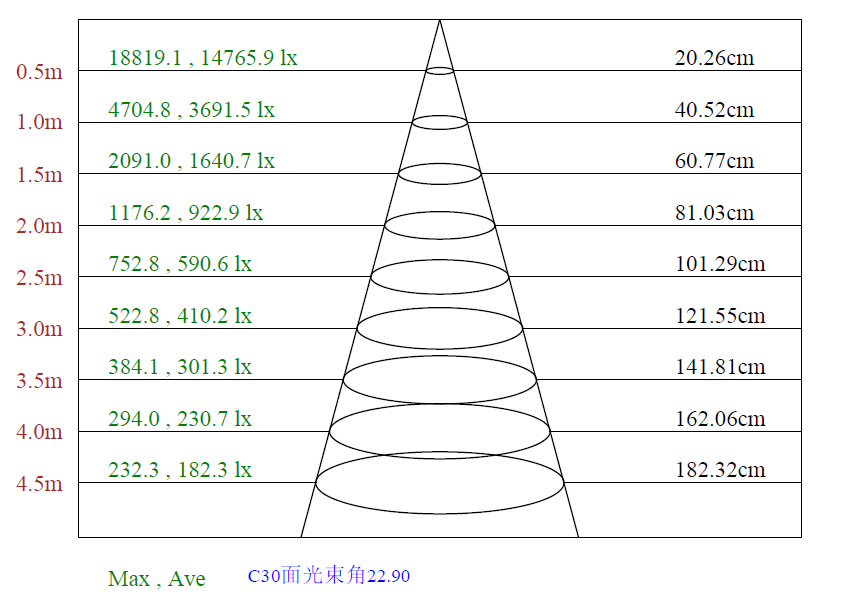 18819.1 , 14765.9 lx 20.26cm
0.5m
4704.8 , 3691.5 lx 40.52cm
1.0m
2091.0 , 1640.7 lx 60.77cm
1.5m
1176.2 , 922.9 lx 81.03cm
2.0m
752.8 , 590.6 lx 101.29cm
2.5m
522.8 , 410.2 lx 121.55cm
3.0m
384.1 , 301.3 lx 141.81cm
3.5m
294.0 , 230.7 lx 162.06cm
4.0m
232.3 , 182.3 lx 182.32cm
4.5m
Max , Ave C30面光束角22.90